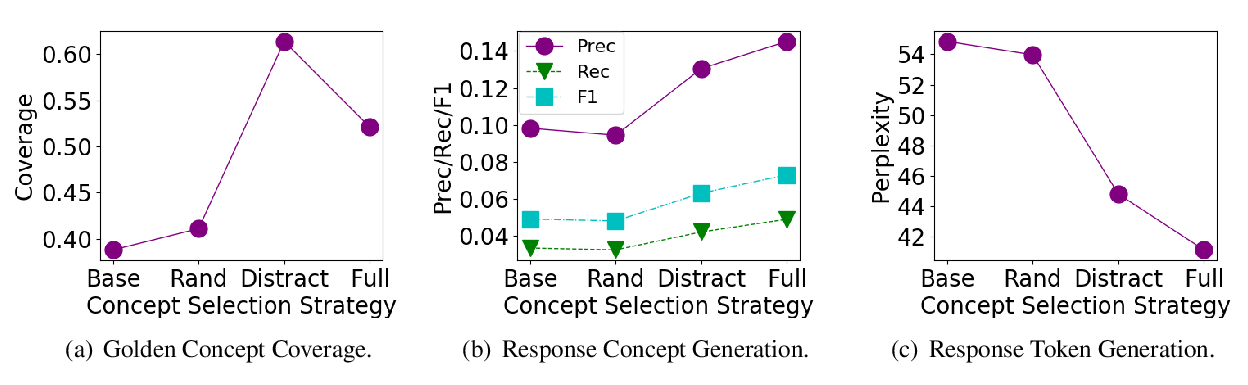 Coverage
0.60
0.55
0.50
0.45
0.40
Base Rand Distract Full
Concept Selection Strategy
(a) Golden Concept Coverage.
Prec/Rec/F1
0.14
0.12
0.10
0.08
0.06
0.04
Prec
Rec
F1
Base Rand Distract Full
Concept Selection Strategy
(b) Response Concept Generation.
Perplexity
54
52
50
48
46
44
42
Base Rand Distract Full
Concept Selection Strategy
(c) Response Token Generation.